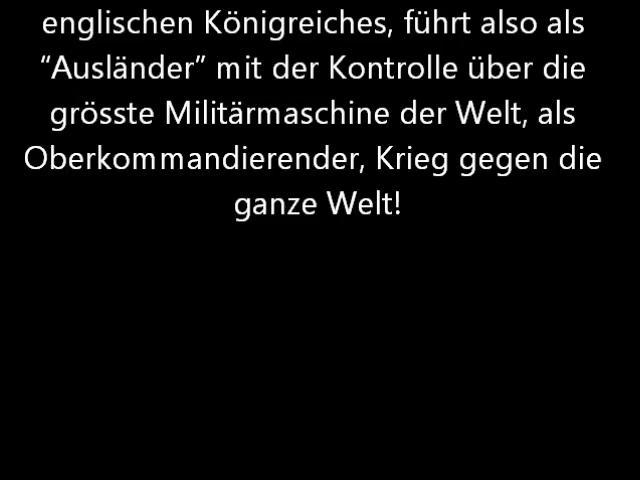 englischen Königreiches, führt also als
“Ausländer” mit der Kontrolle über die
grösste Militärmaschine der Welt, als
Oberkommandierender, Krieg gegen die
ganze Welt!